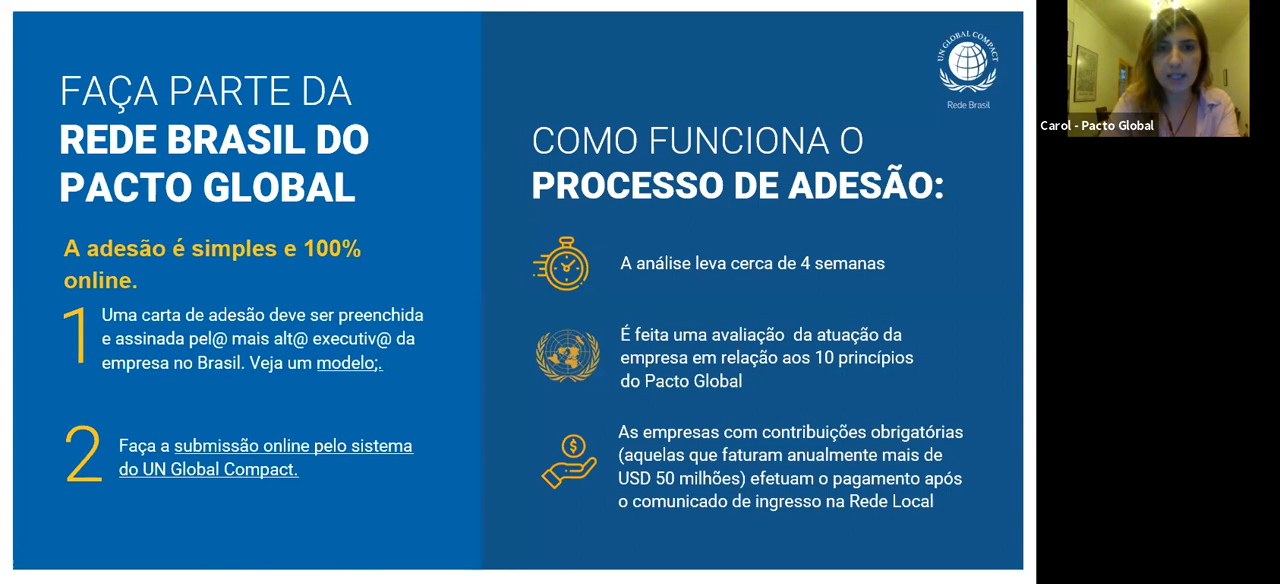 FAÇA PARTE DA
REDE BRASIL DO
PACTO GLOBAL
A adesão é simples e 100%
online.
1
Uma carta de adesão deve ser preenchida
e assinada pel@ mais alt@ executiv@ da
empresa no Brasil. Veja um modelo;.
2
Faça a submissão online pelo sistema
do UN Global Compact.
UN GLOBAL COMPACT
Rede Brasil
COMO FUNCIONA O
PROCESSO DE ADESÃO:
A análise leva cerca de 4 semanas
É feita uma avaliação da atuação da
empresa em relação aos 10 princípios
do Pacto Global
$
As empresas com contribuições obrigatórias
(aquelas que faturam anualmente mais de
USD 50 milhões) efetuam o pagamento após
o comunicado de ingresso na Rede Local
Carol - Pacto Global